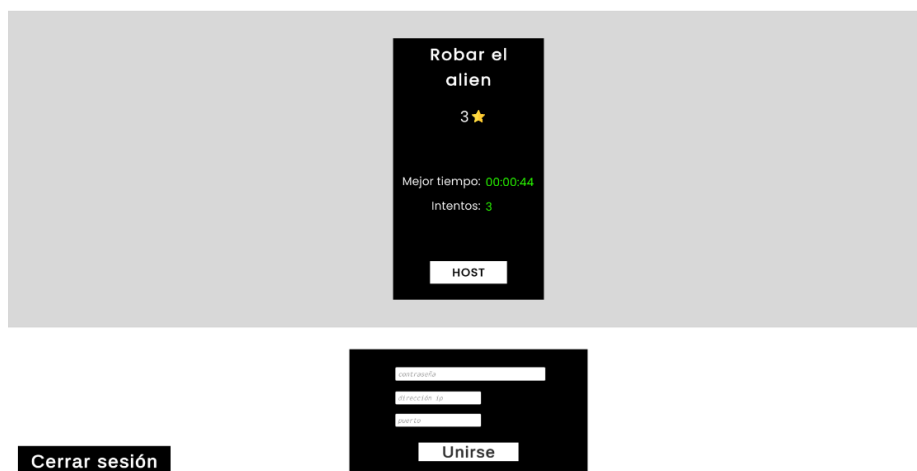 Robar el
alien
3⭐
Mejor tiempo: 00:00:44
Intentos: 3
HOST
contraseña
dirección ip
puerto
Unirse
Cerrar sesión